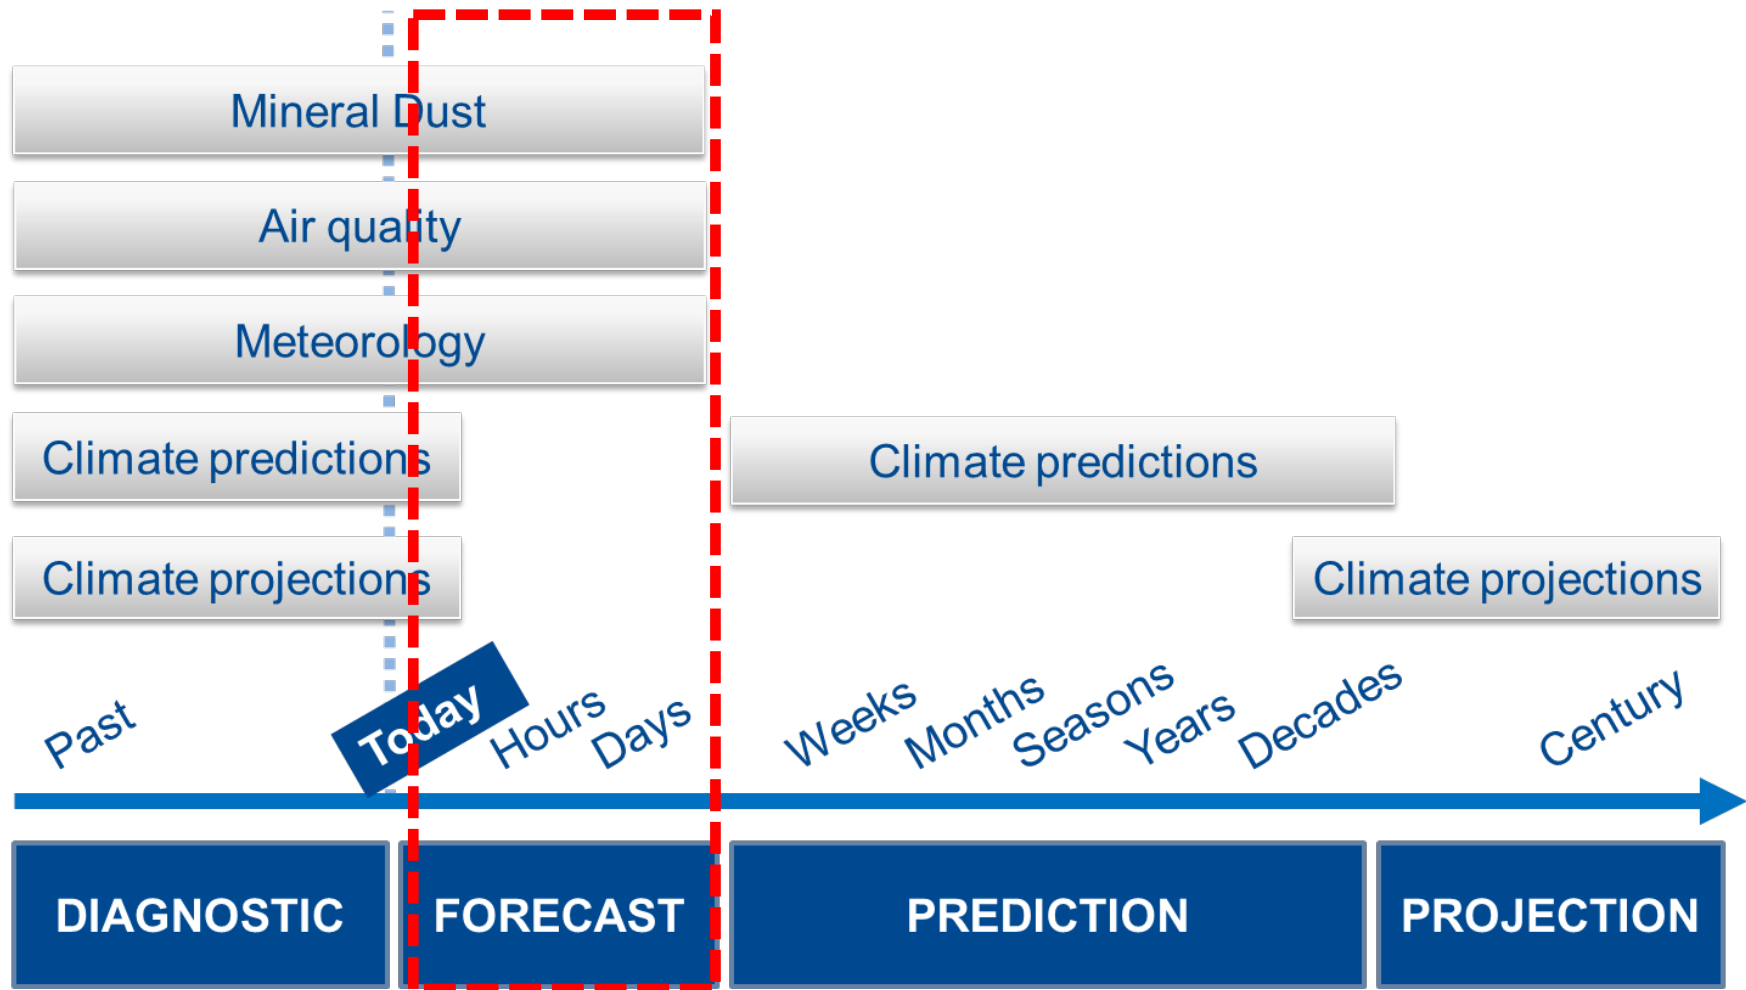 Mineral Dust
Air quality
Meteorology
Climate predictions
Climate predictions
Climate projections
Climate projections
Past
Today
Hours
Days
Weeks
Months
Seasons
Years
Decades
Century
DIAGNOSTIC
FORECAST
PREDICTION
PROJECTION